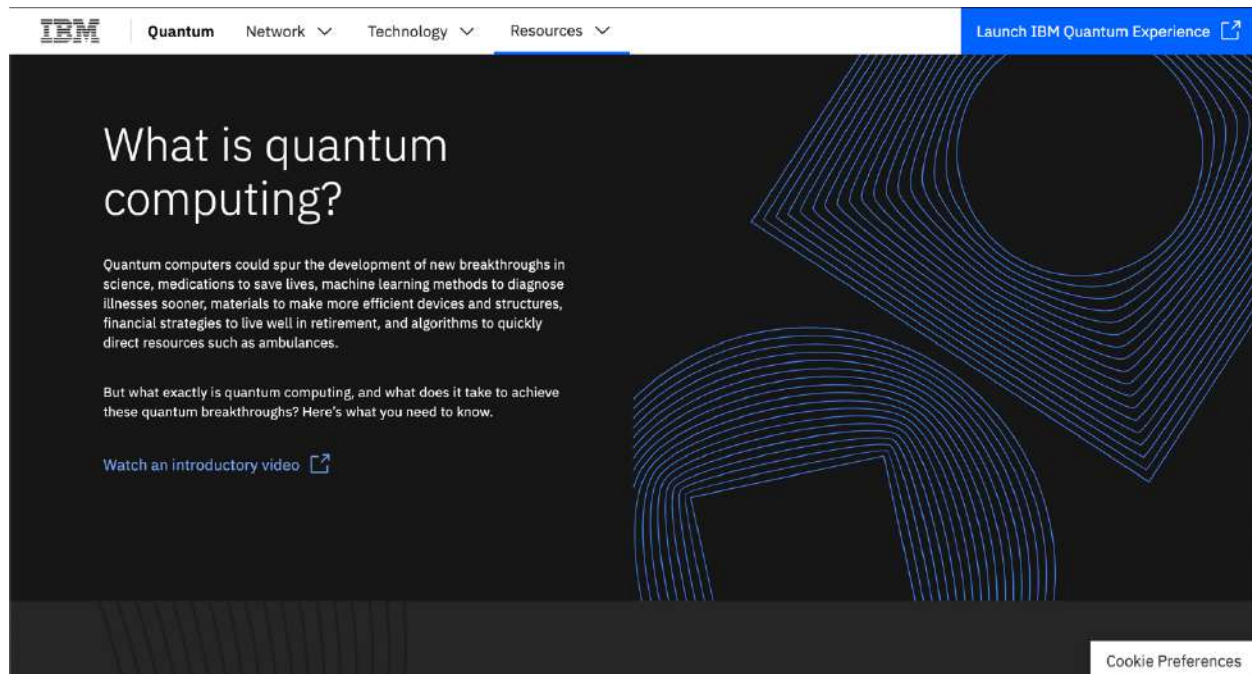 IBM Quantum Network Technology Resources Launch IBM Quantum Experience
What is quantum
computing?
Quantum computers could spur the development of new breakthroughs in
science, medications to save lives, machine learning methods to diagnose
illnesses sooner, materials to make more efficient devices and structures,
financial strategies to live well in retirement, and algorithms to quickly
direct resources such as ambulances.
But what exactly is quantum computing, and what does it take to achieve
these quantum breakthroughs? Here’s what you need to know.
Watch an introductory video
Cookie Preferences